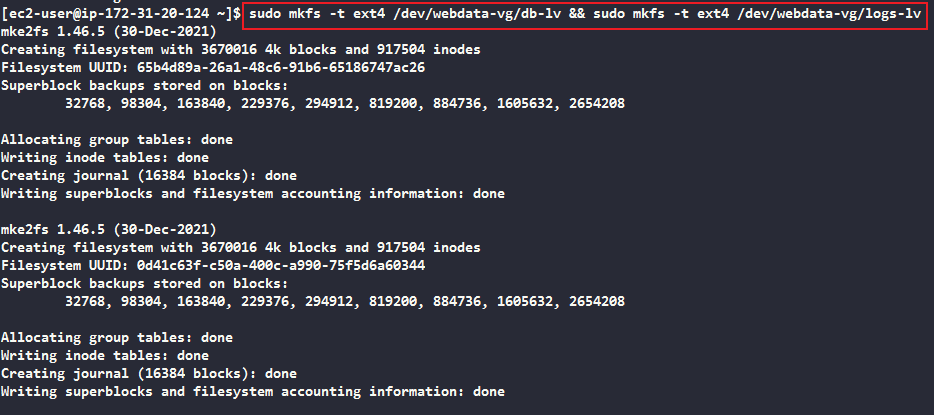 [ec2-user@ip-172-31-20-124 ~]$ sudo mkfs -t ext4 /dev/webdata-vg/db-lv && sudo mkfs -t ext4 /dev/webdata-vg/logs-lv
mke2fs 1.46.5 (30-Dec-2021)
Creating filesystem with 3670016 4k blocks and 917504 inodes
Filesystem UUID: 65b4d89a-26a1-48c6-91b6-65186747ac26
Superblock backups stored on blocks:
        32768, 98304, 163840, 229376, 294912, 819200, 884736, 1605632, 2654208

Allocating group tables: done
Writing inode tables: done
Creating journal (16384 blocks): done
Writing superblocks and filesystem accounting information: done

mke2fs 1.46.5 (30-Dec-2021)
Creating filesystem with 3670016 4k blocks and 917504 inodes
Filesystem UUID: 0d41c63f-c50a-400c-a990-75f5d6a60344
Superblock backups stored on blocks:
        32768, 98304, 163840, 229376, 294912, 819200, 884736, 1605632, 2654208

Allocating group tables: done
Writing inode tables: done
Creating journal (16384 blocks): done
Writing superblocks and filesystem accounting information: done